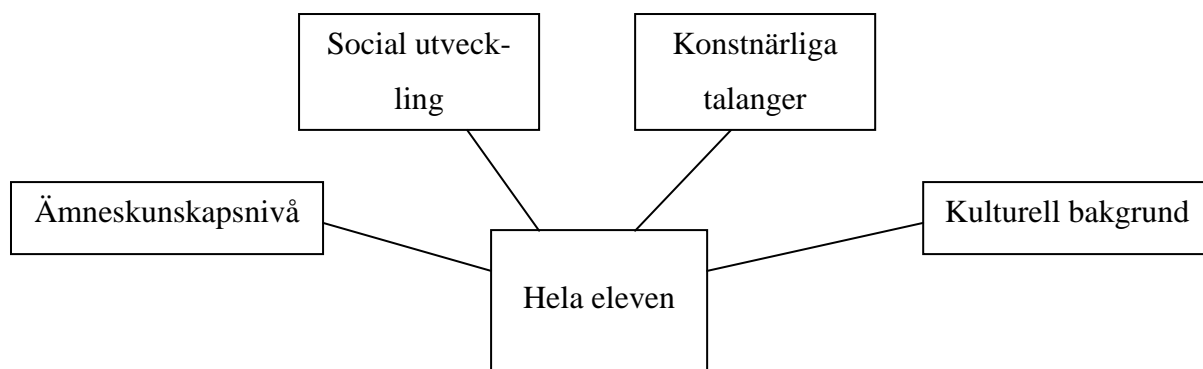 Social utveck-
ling
Konstnärliga
talanger
Ämneskunskapsnivå
Kulturell bakgrund
Hela eleven